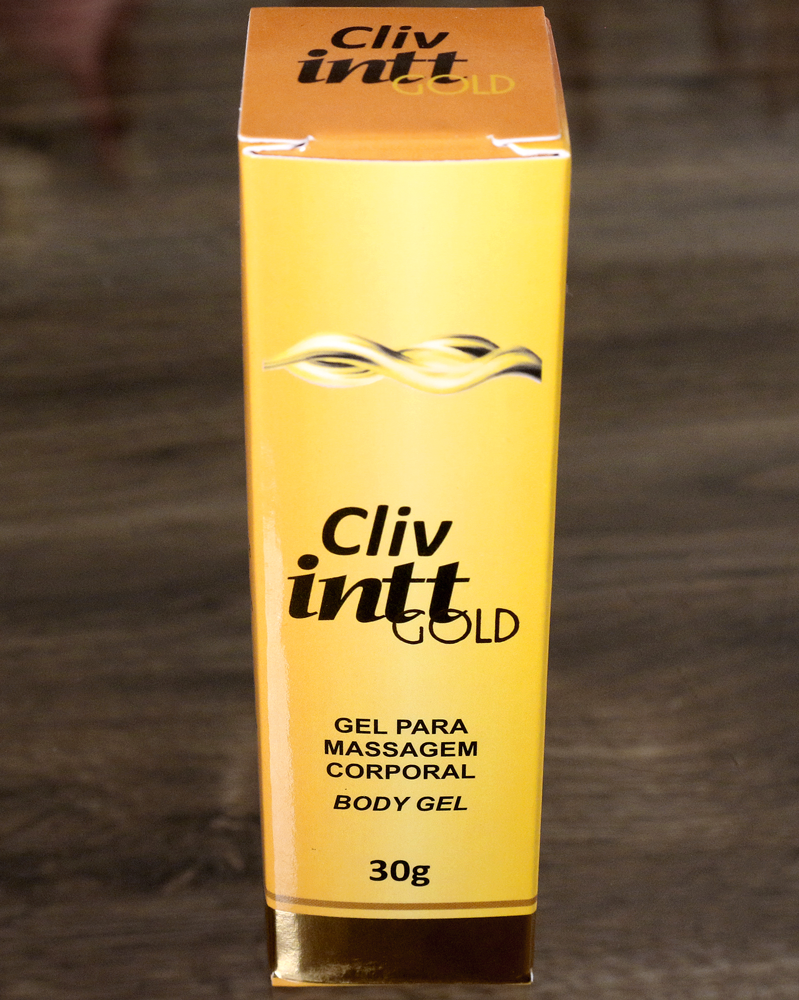 Cliv
intt
GOLD
Cliv
intt
GOLD
GEL PARA
MASSAGEM
CORPORAL
BODY GEL
30g